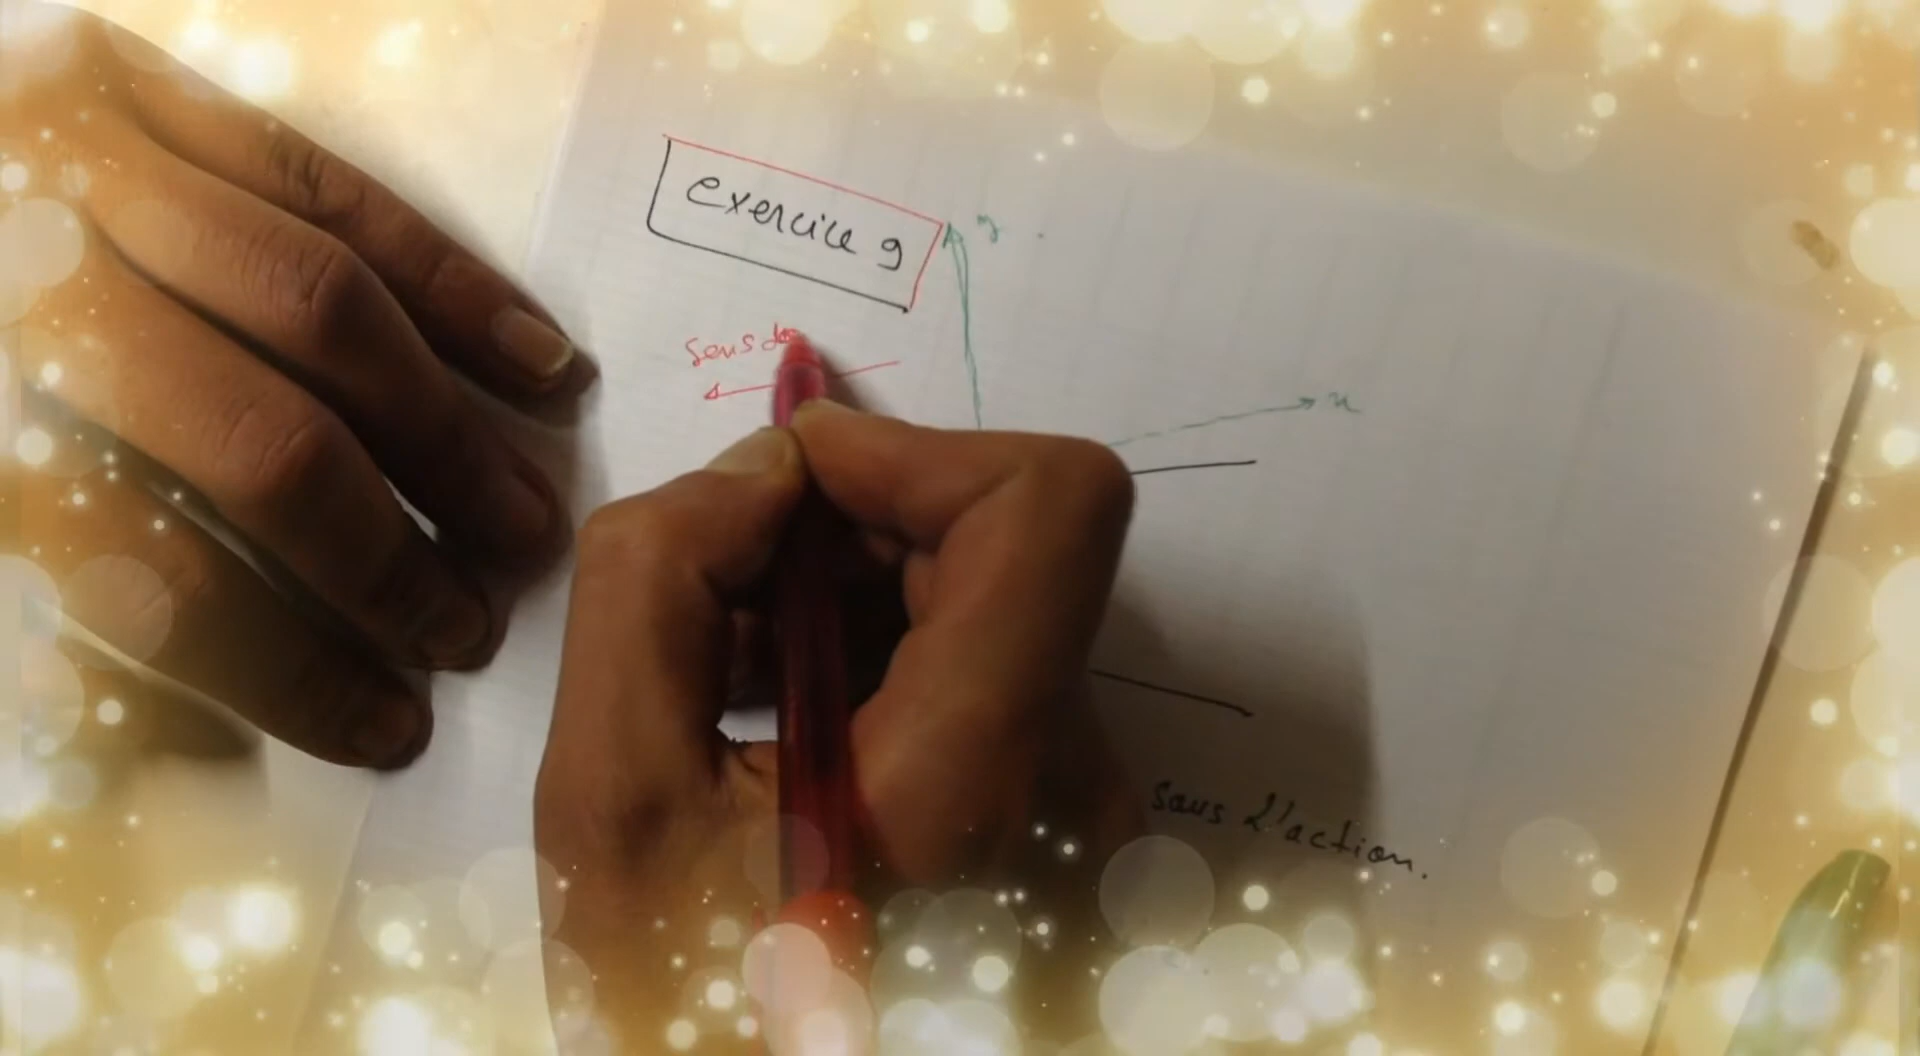 exercice 9
y
sens de
x
sous l'action.